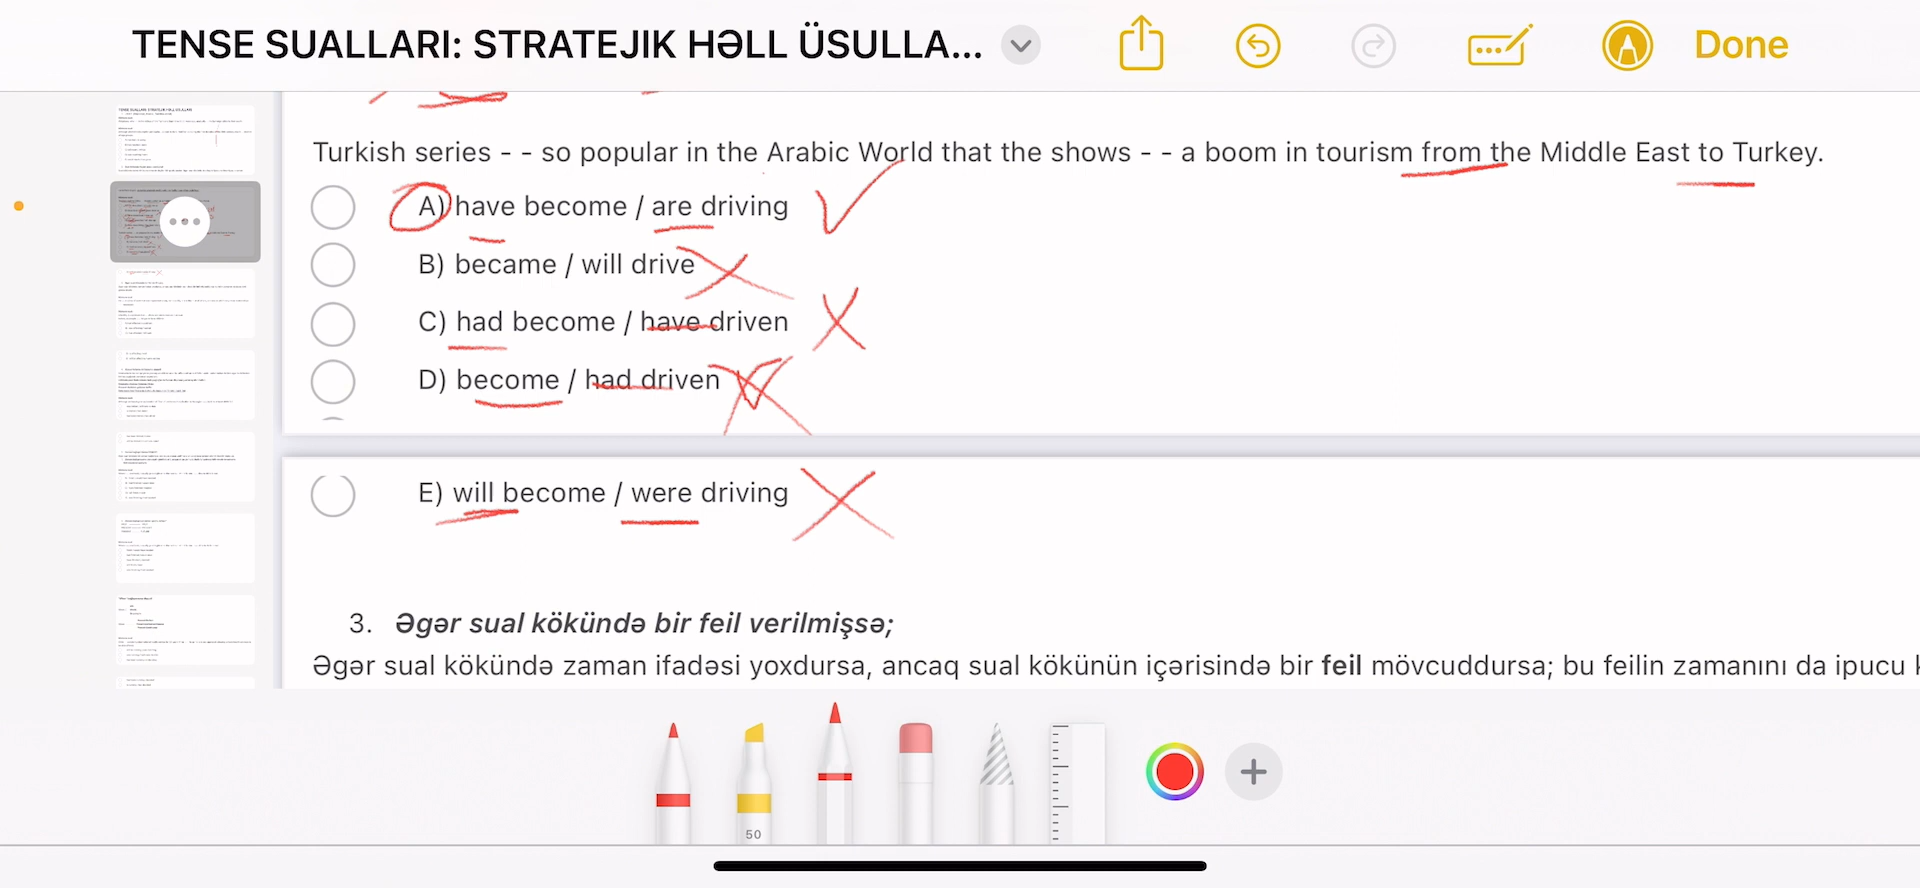 TENSE SUALLARI: STRATEJIK HƏLL ÜSULLA...
Done
Turkish series - - so popular in the Arabic World that the shows - - a boom in tourism from the Middle East to Turkey.
A) have become / are driving
B) became / will drive
C) had become / have driven
D) become / had driven
E) will become / were driving
3. Əgər sual kökündə bir feil verilmişsə;
Əgər sual kökündə zaman ifadəsi yoxdursa, ancaq sual kökünün içərisində bir feil mövcuddursa; bu feilin zamanını da ipucu
50